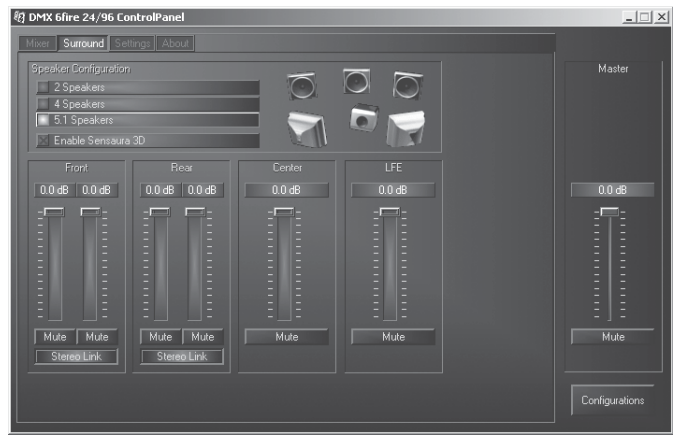 DMX 6fire 24/96 ControlPanel
Mixer Surround Settings About
Speaker Configuration
2 Speakers
4 Speakers
5.1 Speakers
Enable Sensaura 3D
Master
Front Rear Center LFE
0.0 dB 0.0 dB 0.0 dB 0.0 dB 0.0 dB 0.0 dB 0.0 dB
Mute Mute Mute Mute Mute Mute Mute
Stereo Link Stereo Link
Configurations